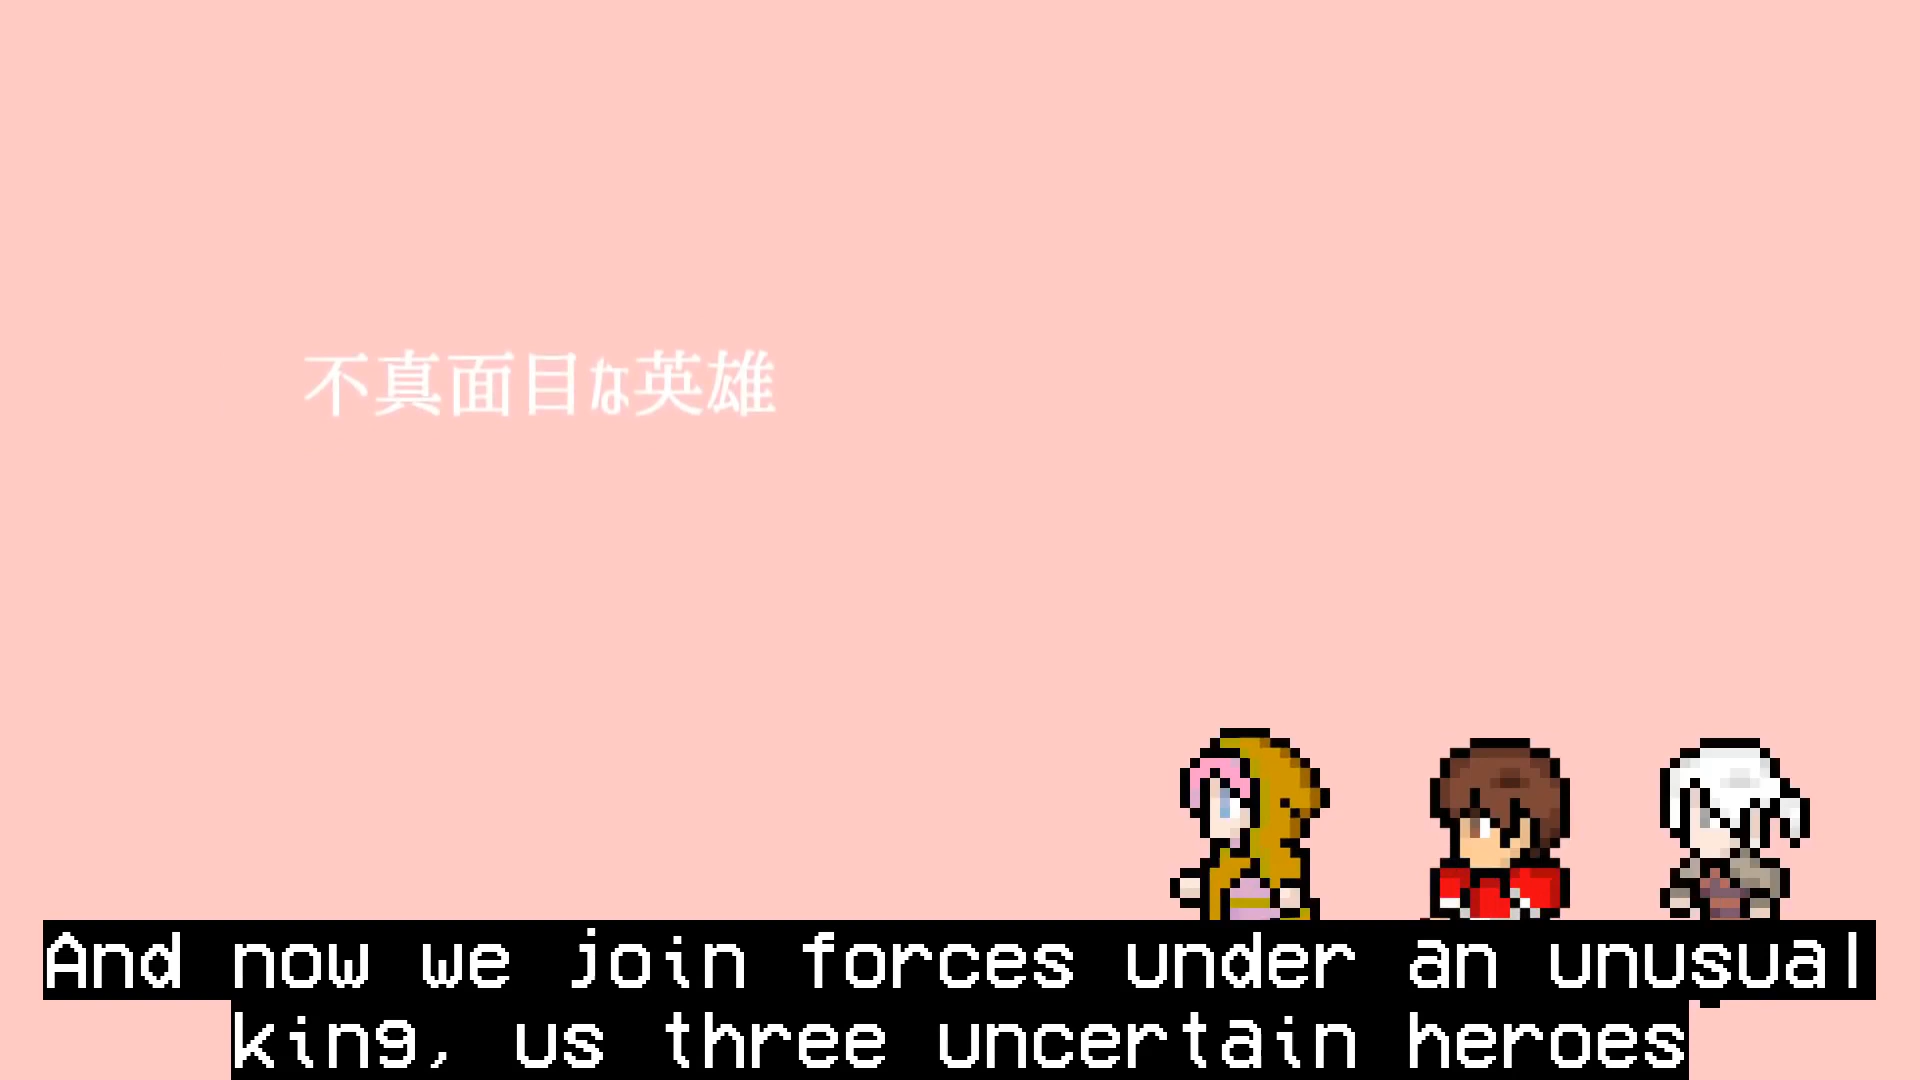 不真面目な英雄
And now we join forces under an unusual
king, us three uncertain heroes